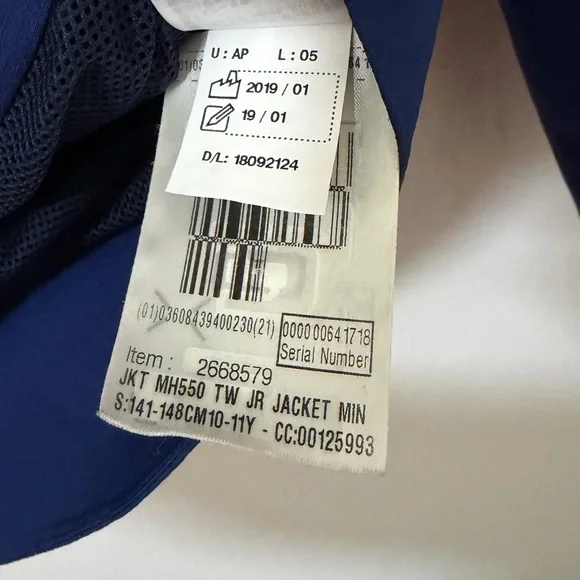 U: AP L: 05
2019 / 01
19 / 01
D/L: 18092124
(01)03608439400230(21)
000000641718
Serial Number
Item: 2668579
JKT MH550 TW JR JACKET MIN
S:141-148CM10-11Y - CC:00125993